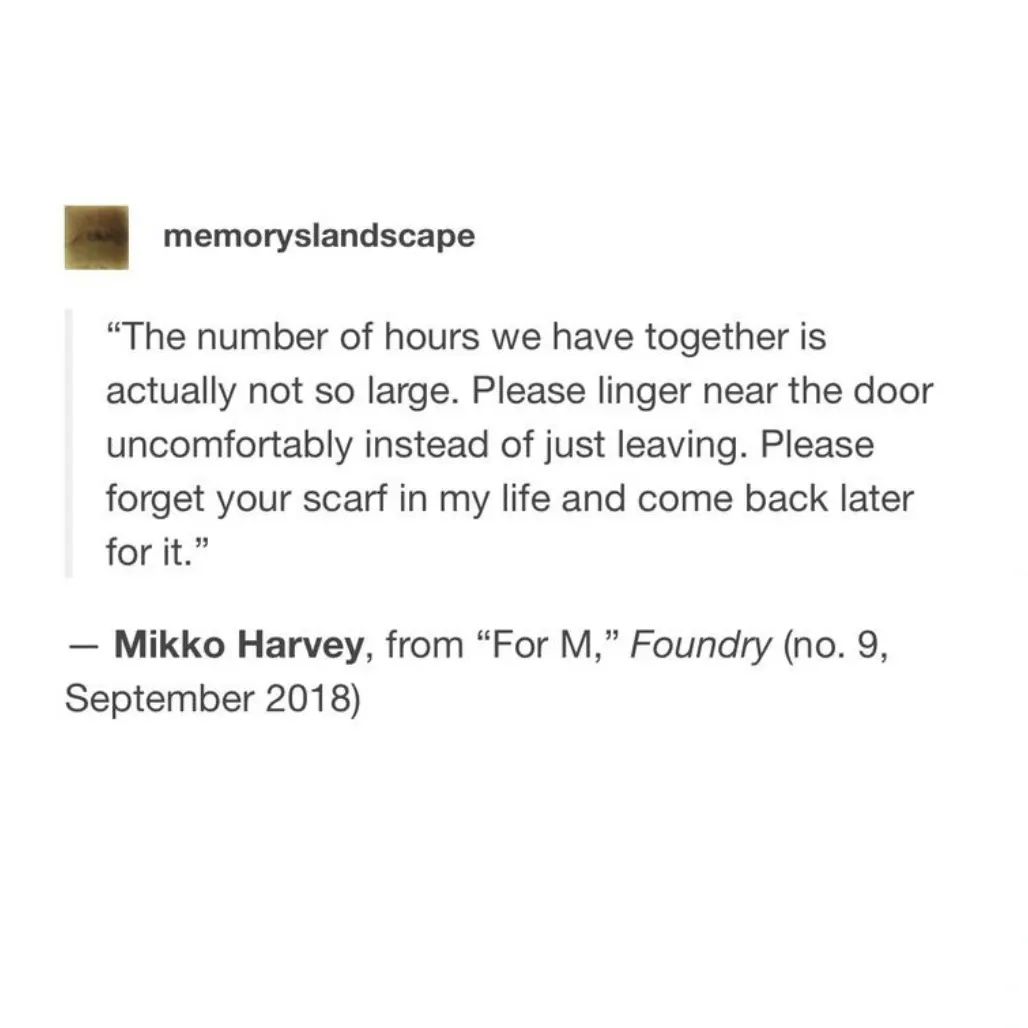 memoryslandscape
“The number of hours we have together is
actually not so large. Please linger near the door
uncomfortably instead of just leaving. Please
forget your scarf in my life and come back later
for it.”
— Mikko Harvey, from “For M,” Foundry (no. 9,
September 2018)